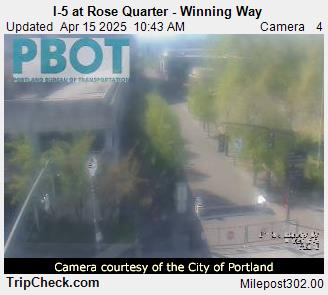 I-5 at Rose Quarter - Winning Way
Updated Apr 15 2025 10:43 AM Camera 4
PBOT
PORTLAND BUREAU OF TRANSPORTATION
Camera courtesy of the City of Portland
TripCheck.com Milepost302.00